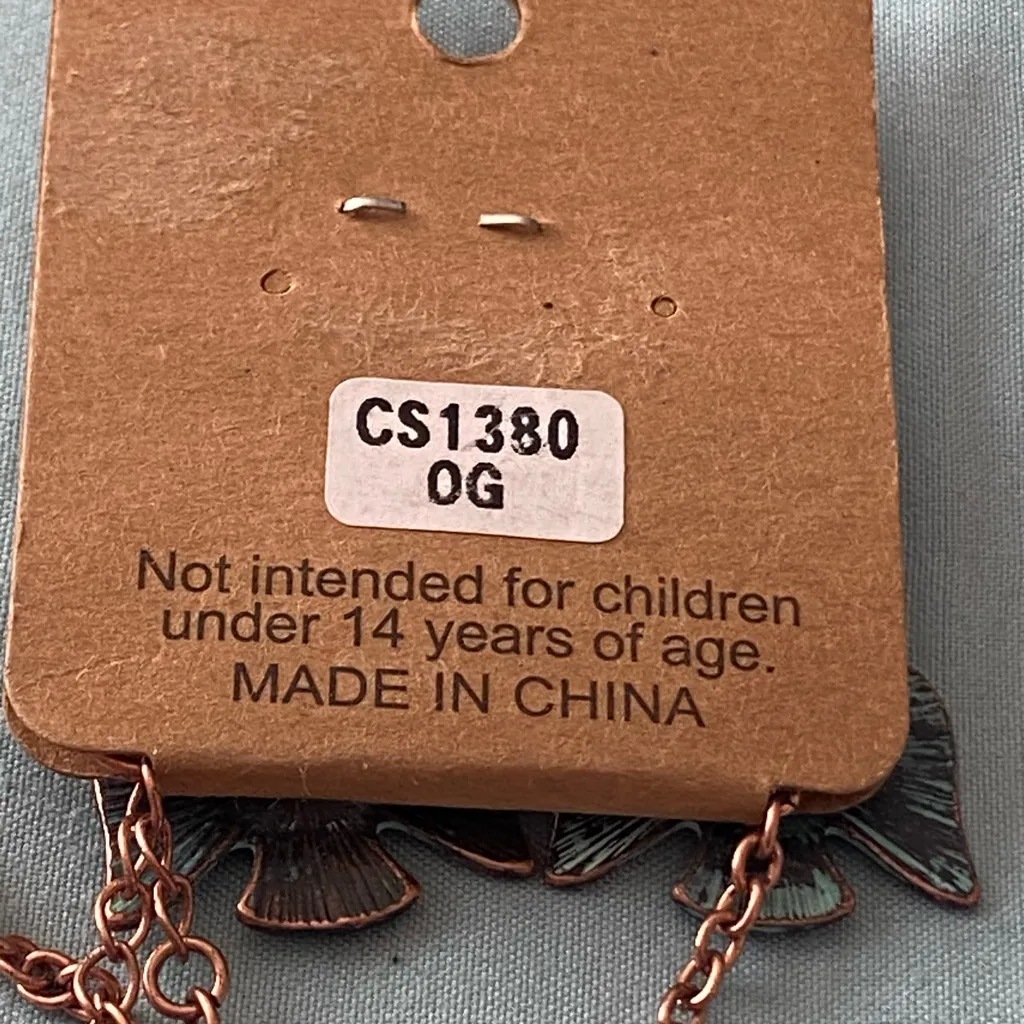 CS1380
OG
Not intended for children
under 14 years of age.
MADE IN CHINA